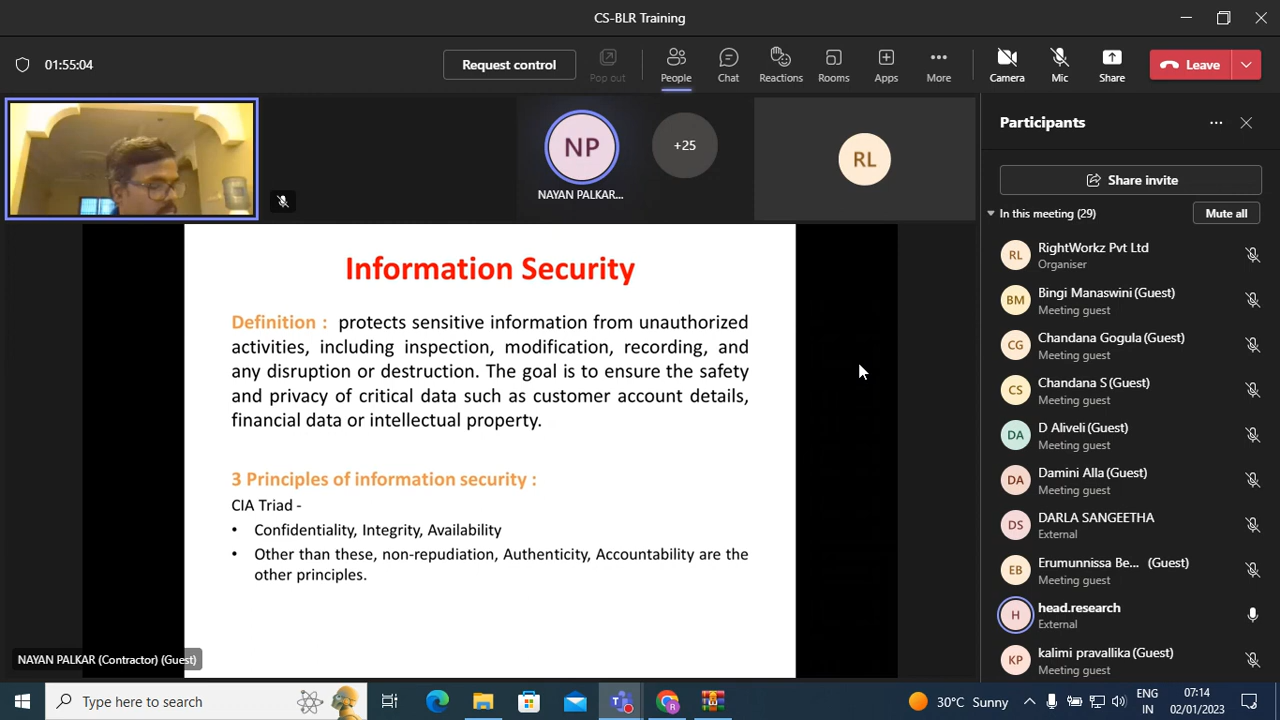 CS-BLR Training
01:55:04
Request control
Pop out
People
Chat
Reactions
Rooms
Apps
More
Camera
Mic
Share
Leave
NP
NAYAN PALKAR...
+25
RL
Participants
Share invite
In this meeting (29)
Mute all
RL
RightWorkz Pvt Ltd
Organiser
BM
Bingi Manaswini (Guest)
Meeting guest
CG
Chandana Gogula (Guest)
Meeting guest
CS
Chandana S (Guest)
Meeting guest
DA
D Aliveli (Guest)
Meeting guest
DA
Damini Alla (Guest)
Meeting guest
DS
DARLA SANGEETHA
External
EB
Erumunnissa Be... (Guest)
Meeting guest
H
head.research
External
KP
kalimi pravallika (Guest)
Meeting guest
Information Security
Definition : protects sensitive information from unauthorized
activities, including inspection, modification, recording, and
any disruption or destruction. The goal is to ensure the safety
and privacy of critical data such as customer account details,
financial data or intellectual property.
3 Principles of information security :
CIA Triad -
• Confidentiality, Integrity, Availability
• Other than these, non-repudiation, Authenticity, Accountability are the
other principles.
NAYAN PALKAR (Contractor) (Guest)
Type here to search
30°C Sunny
ENG
IN
07:14
02/01/2023